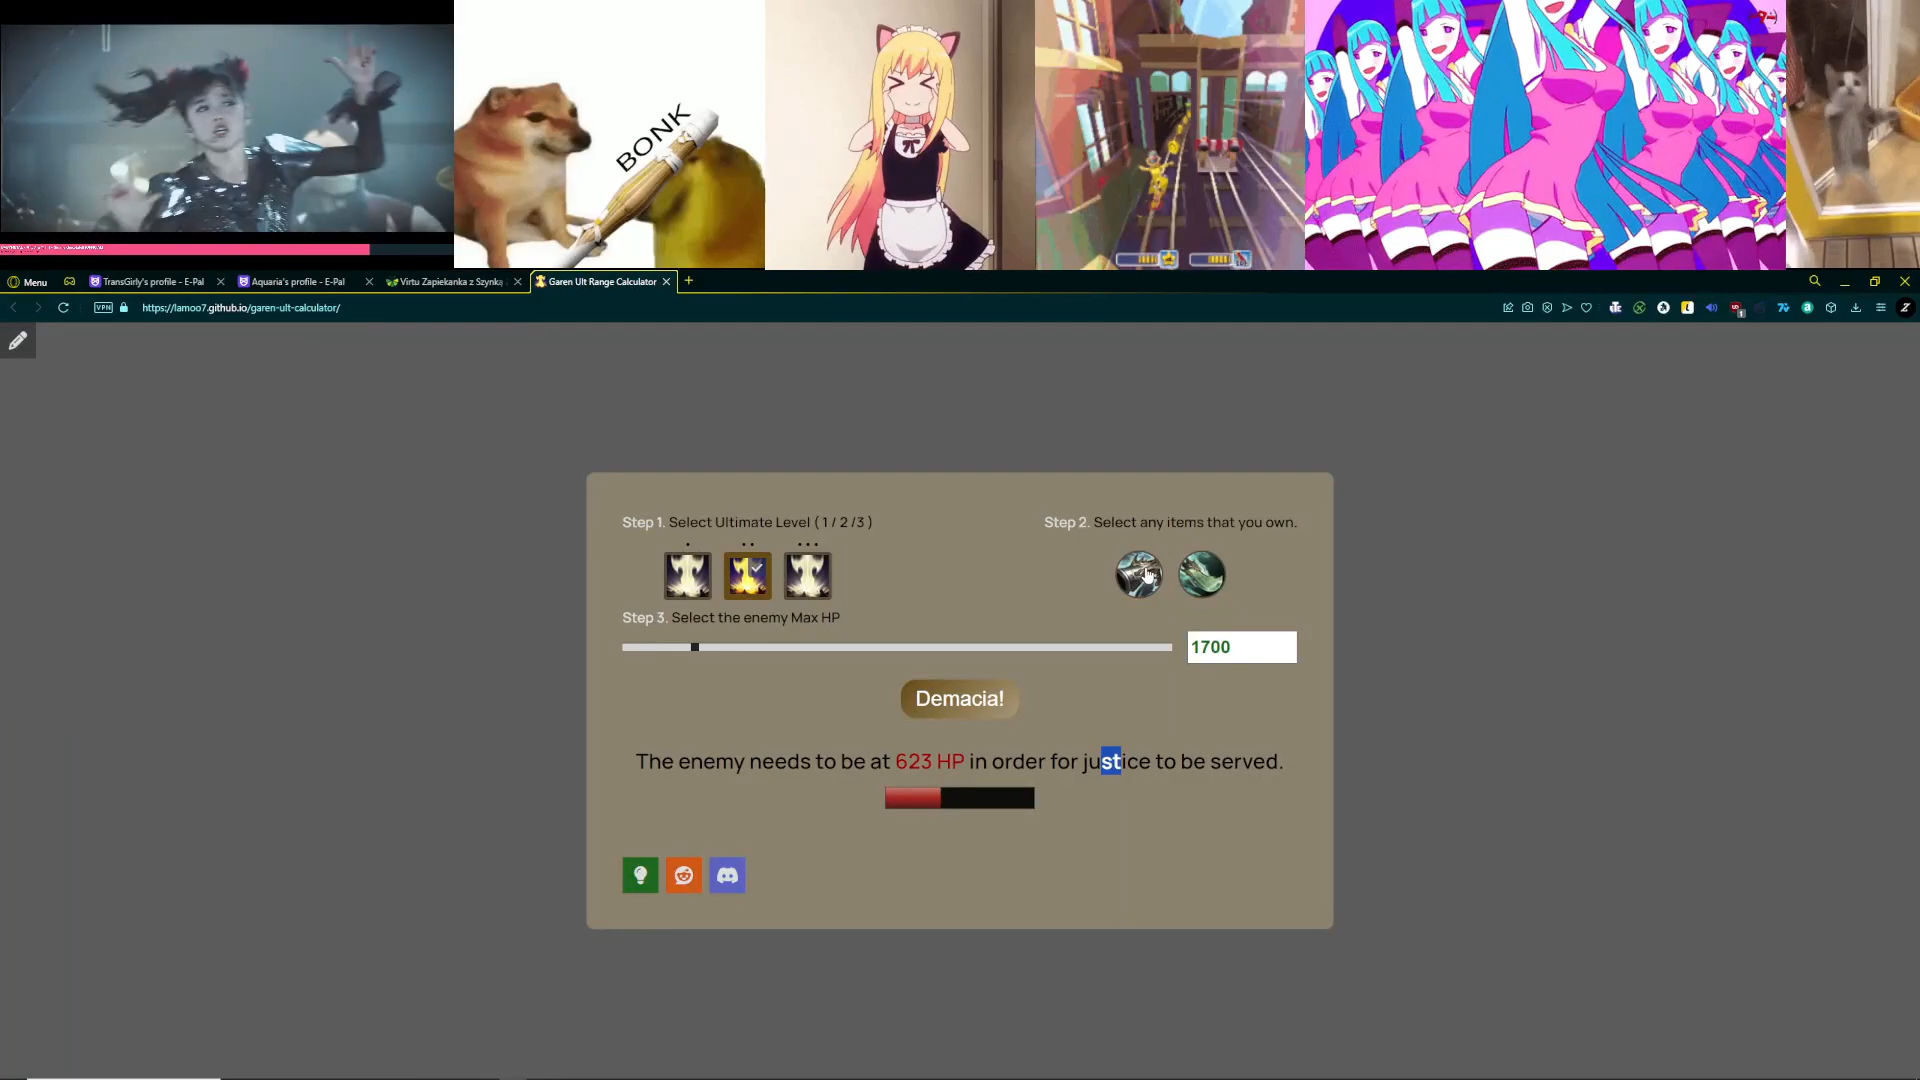 BONK
Menu
TransGirly's profile - E-Pal
Aquaria's profile - E-Pal
Virtu Zapiekanka z Szynką
Garen Ult Range Calculator
VPN
https://lamoo7.github.io/garen-ult-calculator/
Step 1. Select Ultimate Level ( 1 / 2 /3 )
Step 2. Select any items that you own.
Step 3. Select the enemy Max HP
1700
Demacia!
The enemy needs to be at 623 HP in order for justice to be served.